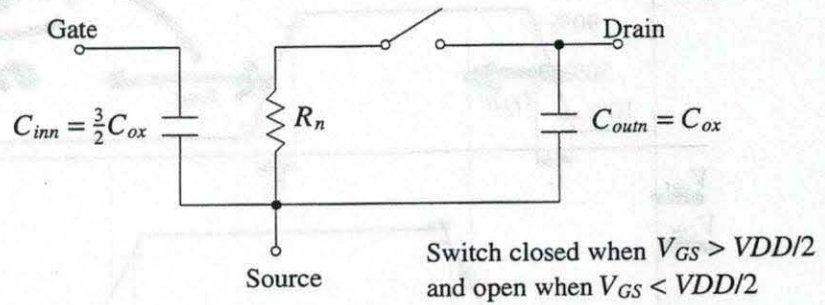 Gate
Drain
C_inn = 3/2 C_ox
R_n
C_outn = C_ox
Source
Switch closed when V_GS > VDD/2
and open when V_GS < VDD/2